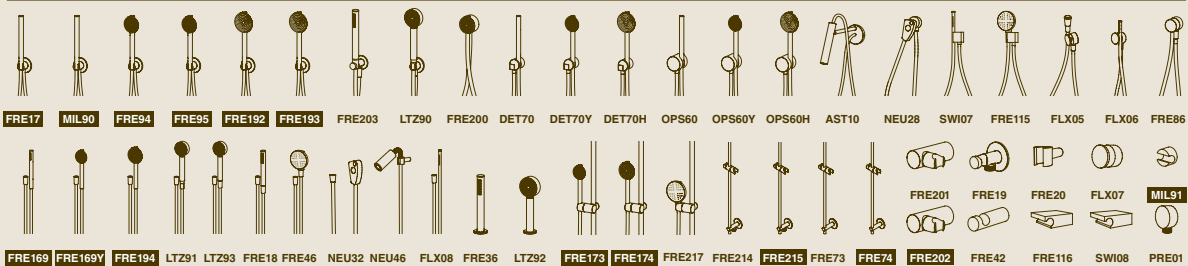 FRE17 MIL90 FRE94 FRE95 FRE192 FRE193 FRE203 LTZ90 FRE200 DET70 DET70Y DET70H OPS60 OPS60Y OPS60H AST10 NEU28 SWI07 FRE115 FLX05 FLX06 FRE86
FRE201 FRE19 FRE20 FLX07 MIL91
FRE169 FRE169Y FRE194 LTZ91 LTZ93 FRE18 FRE46 NEU32 NEU46 FLX08 FRE36 LTZ92 FRE173 FRE174 FRE217 FRE214 FRE215 FRE73 FRE74 FRE202 FRE42 FRE116 SWI08 PRE01